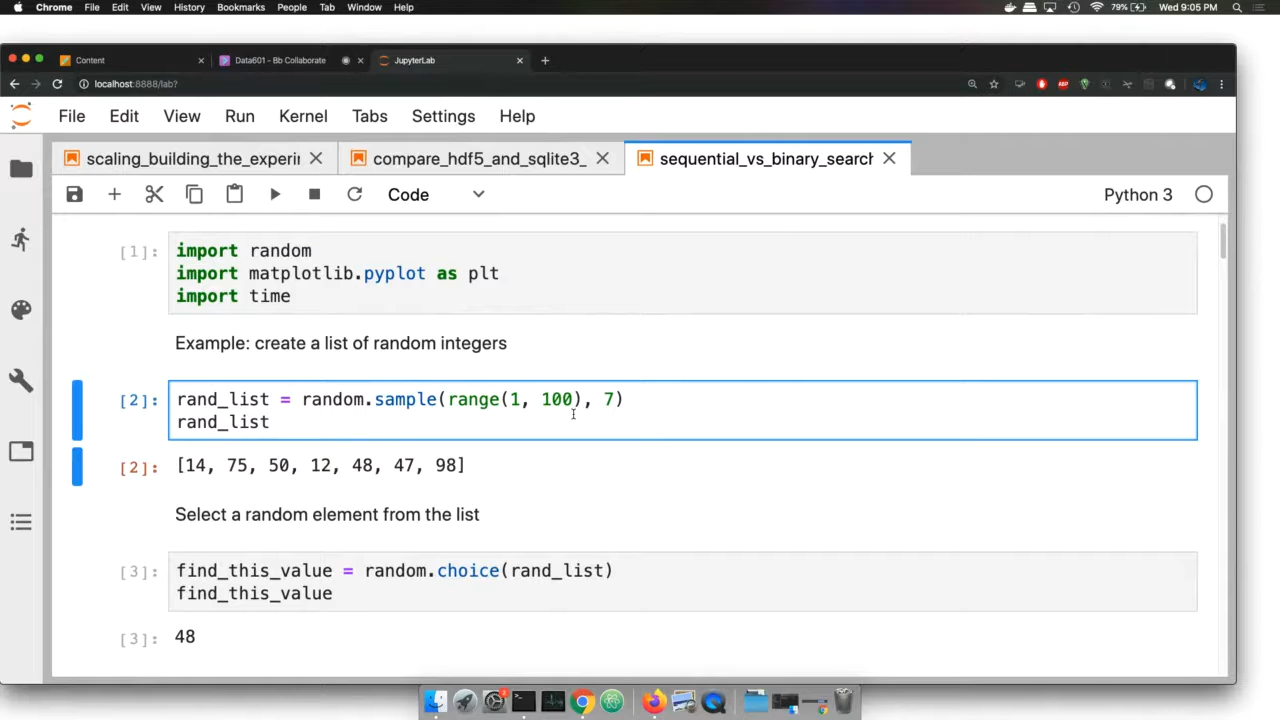 Chrome File Edit View History Bookmarks People Tab Window Help 79% Wed 9:05 PM
Content Data601 - Bb Collaborate JupyterLab
localhost:8888/lab?
File Edit View Run Kernel Tabs Settings Help
scaling_building_the_experin compare_hdf5_and_sqlite3_ sequential_vs_binary_search
Code Python 3
[1]: import random
import matplotlib.pyplot as plt
import time
Example: create a list of random integers
[2]: rand_list = random.sample(range(1, 100), 7)
rand_list
[2]: [14, 75, 50, 12, 48, 47, 98]
Select a random element from the list
[3]: find_this_value = random.choice(rand_list)
find_this_value
[3]: 48